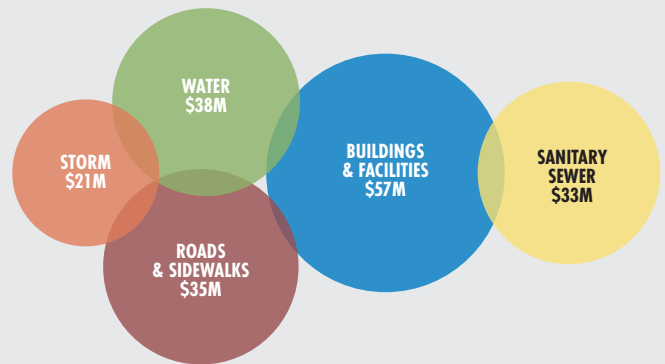 WATER
$38M
STORM
$21M
BUILDINGS
& FACILITIES
$57M
SANITARY
SEWER
$33M
ROADS
& SIDEWALKS
$35M